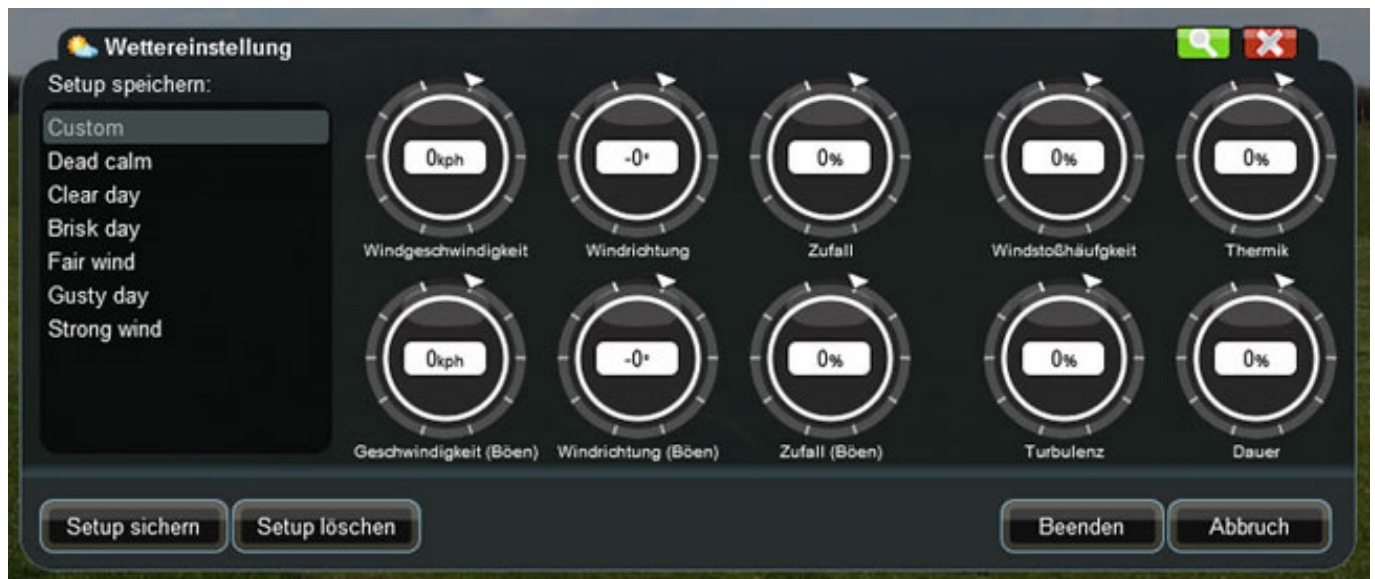 Wettereinstellung
Setup speichern:
Custom
Dead calm
Clear day
Brisk day
Fair wind
Gusty day
Strong wind
0kph
-0°
0%
0%
0%
Windgeschwindigkeit
Windrichtung
Zufall
Windstoßhäufgkeit
Thermik
0kph
-0°
0%
0%
0%
Geschwindigkeit (Böen)
Windrichtung (Böen)
Zufall (Böen)
Turbulenz
Dauer
Setup sichern
Setup löschen
Beenden
Abbruch